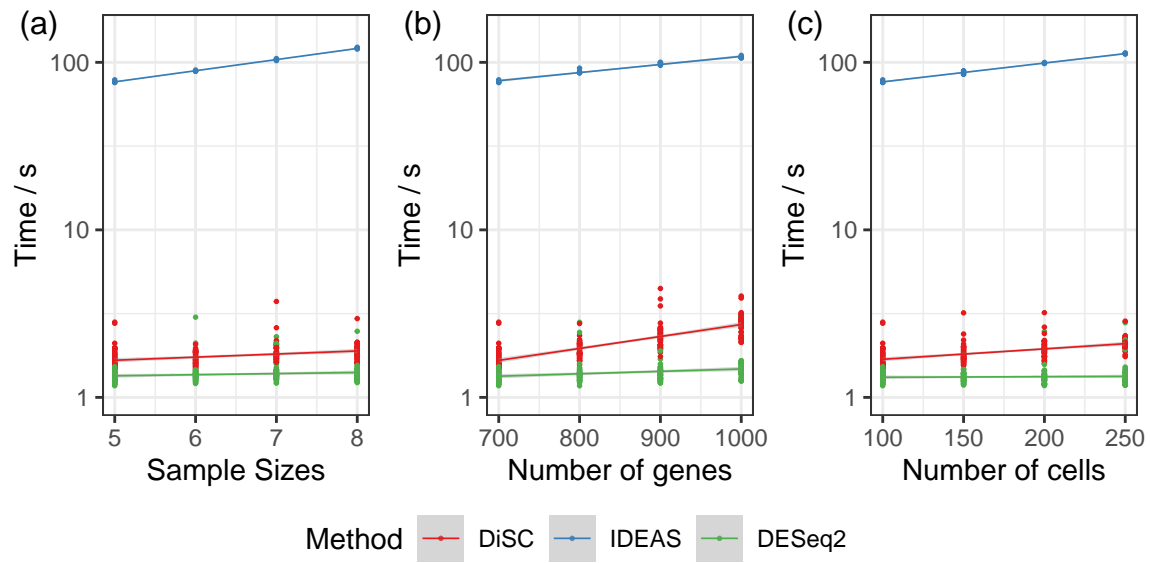 (a) (b) (c)
100 100 100
Time / s Time / s Time / s
10 10 10
1 1 1
5 6 7 8 700 800 900 1000 100 150 200 250
Sample Sizes Number of genes Number of cells
Method DiSC IDEAS DESeq2